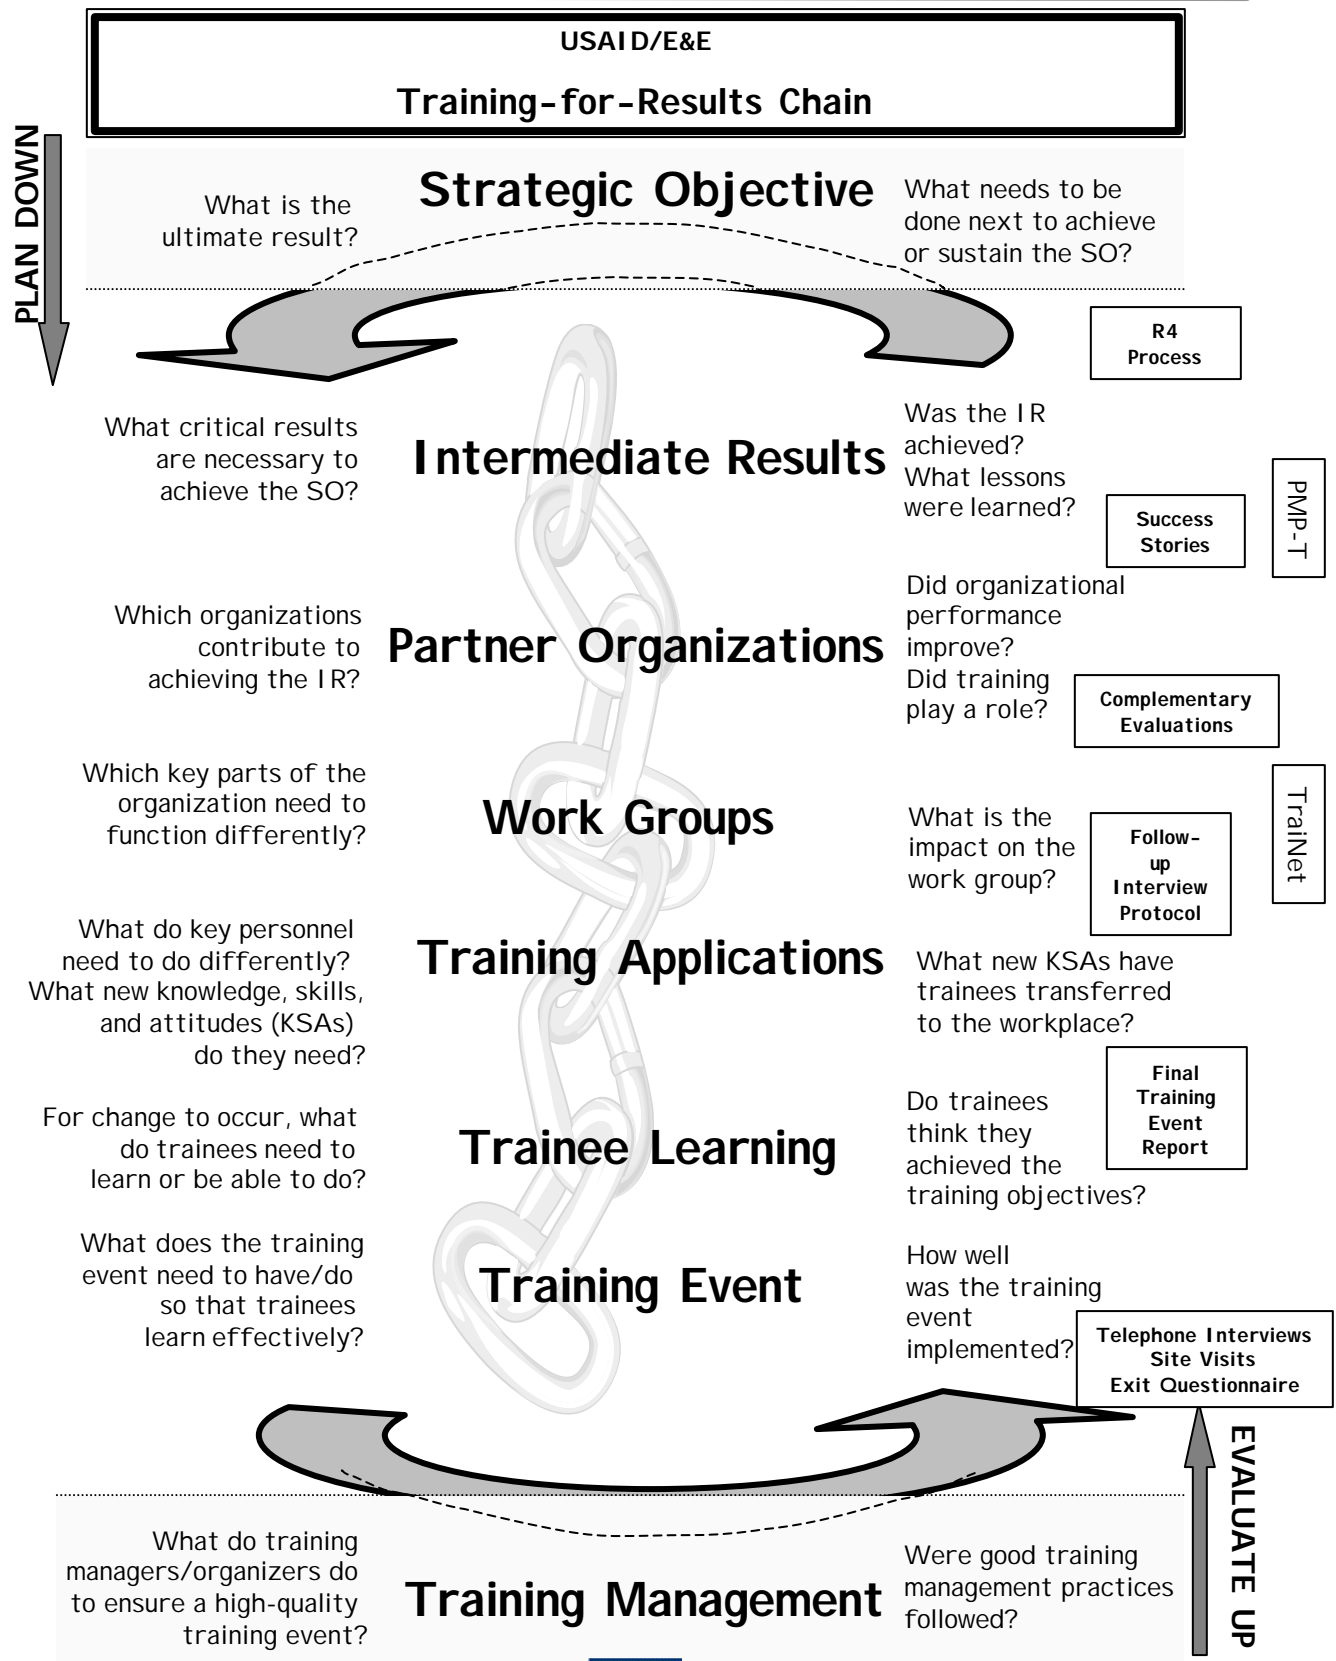 USAID/E&E
Training-for-Results Chain
PLAN DOWN
Strategic Objective
What is the
ultimate result?
What needs to be
done next to achieve
or sustain the SO?
R4
Process
What critical results
are necessary to
achieve the SO?
Intermediate Results
Was the IR
achieved?
What lessons
were learned?
Success
Stories
PMP-T
Which organizations
contribute to
achieving the IR?
Partner Organizations
Did organizational
performance
improve?
Did training
play a role?
Complementary
Evaluations
Which key parts of the
organization need to
function differently?
Work Groups
What is the
impact on the
work group?
Follow-
up
Interview
Protocol
TraiNet
What do key personnel
need to do differently?
What new knowledge, skills,
and attitudes (KSAs)
do they need?
Training Applications
What new KSAs have
trainees transferred
to the workplace?
Final
Training
Event
Report
For change to occur, what
do trainees need to
learn or be able to do?
Trainee Learning
Do trainees
think they
achieved the
training objectives?
What does the training
event need to have/do
so that trainees
learn effectively?
Training Event
How well
was the training
event
implemented?
Telephone Interviews
Site Visits
Exit Questionnaire
EVALUATE UP
What do training
managers/organizers do
to ensure a high-quality
training event?
Training Management
Were good training
management practices
followed?